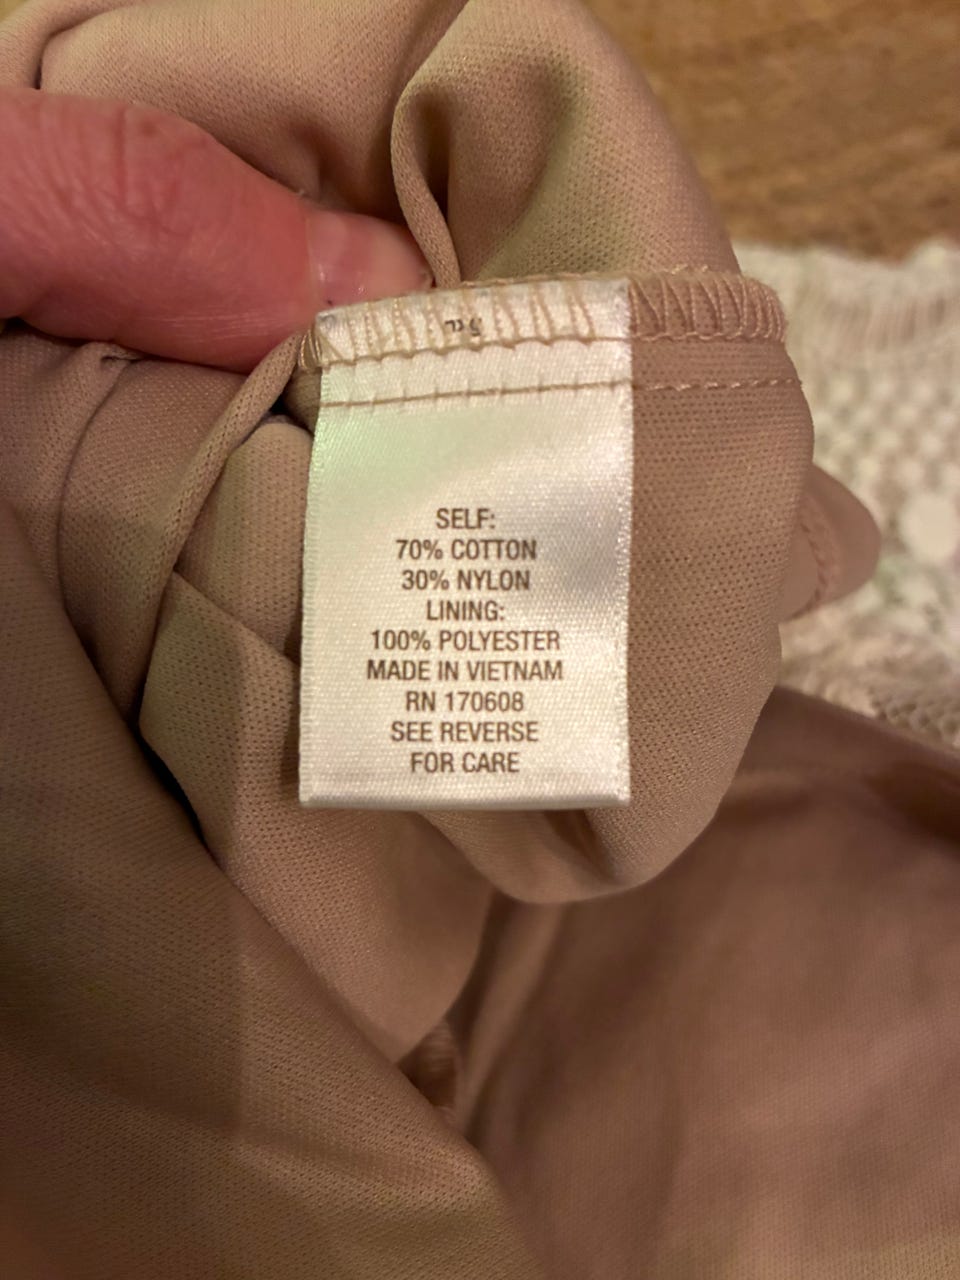 SELF:
70% COTTON
30% NYLON
LINING:
100% POLYESTER
MADE IN VIETNAM
RN 170608
SEE REVERSE
FOR CARE